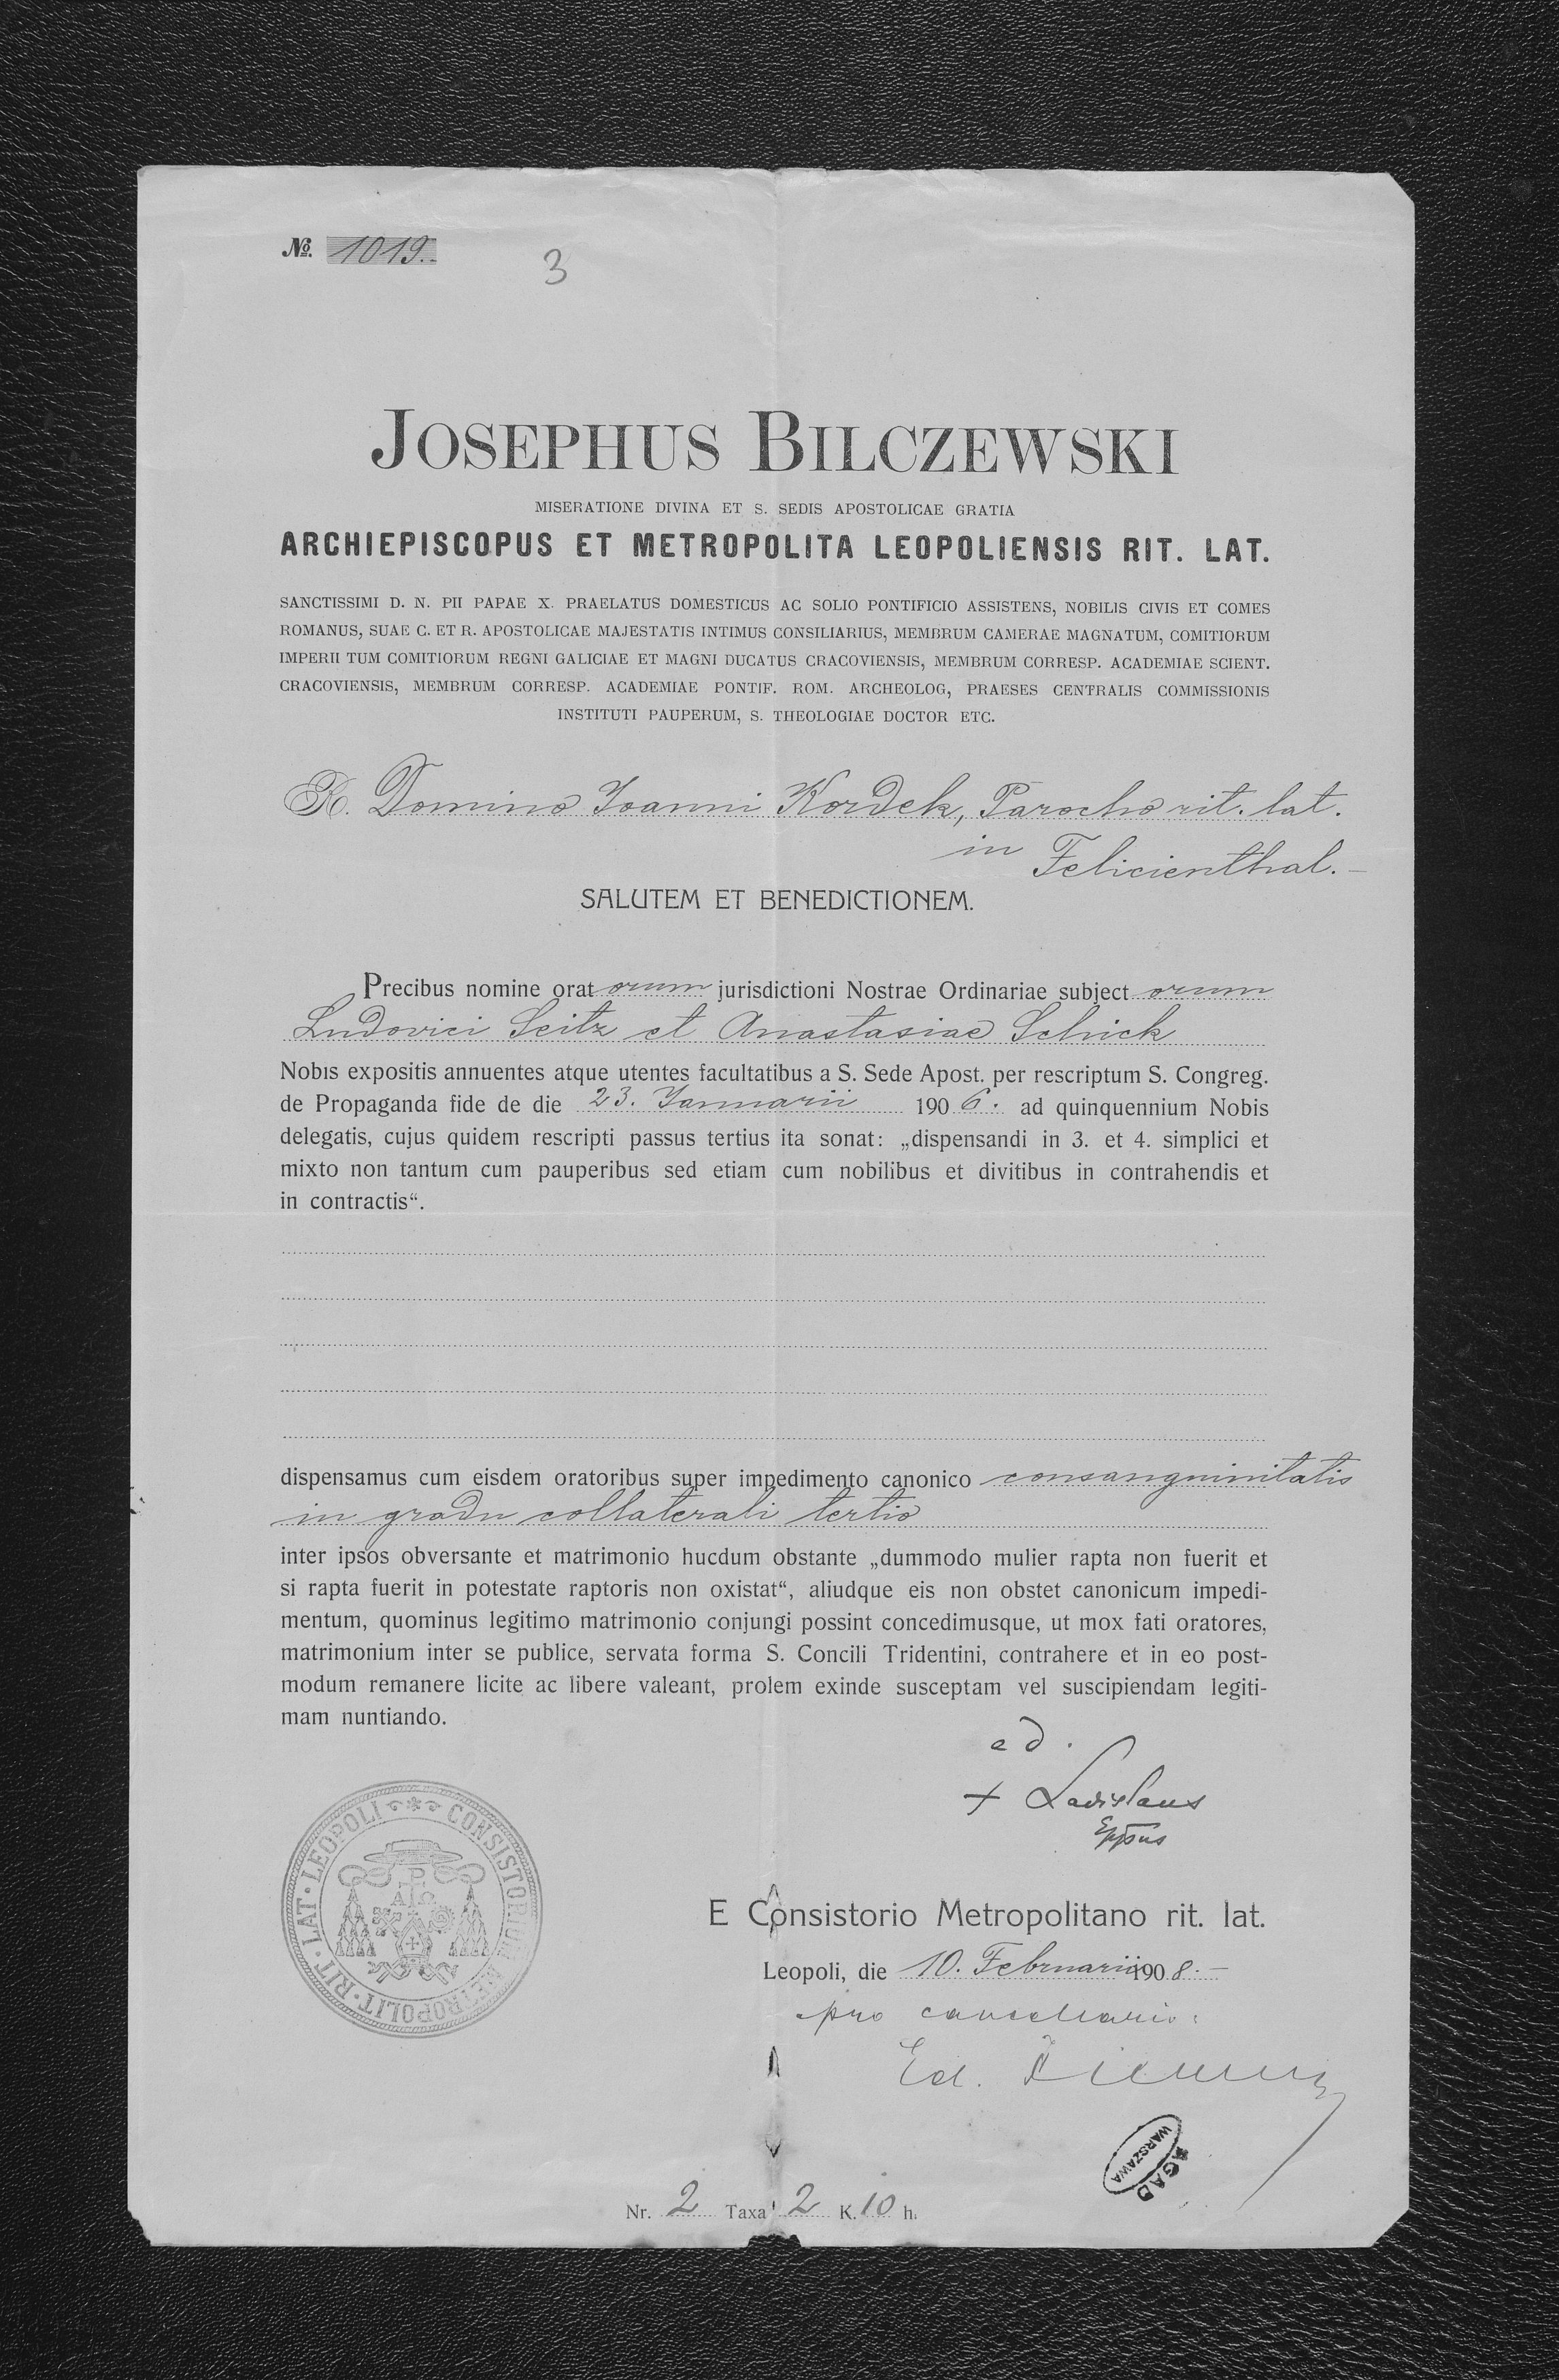 №. 1019.
3
JOSEPHUS BILCZEWSKI
MISERATIONE DIVINA ET S. SEDIS APOSTOLICAE GRATIA
ARCHIEPISCOPUS ET METROPOLITA LEOPOLIENSIS RIT. LAT.
SANCTISSIMI D. N. PII PAPAE X. PRAELATUS DOMESTICUS AC SOLIO PONTIFICIO ASSISTENS, NOBILIS CIVIS ET COMES
ROMANUS, SUAE C. ET R. APOSTOLICAE MAJESTATIS INTIMUS CONSILIARIUS, MEMBRUM CAMERAE MAGNATUM, COMITIORUM
IMPERII TUM COMITIORUM REGNI GALICIAE ET MAGNI DUCATUS CRACOVIENSIS, MEMBRUM CORRESP. ACADEMIAE SCIENT.
CRACOVIENSIS, MEMBRUM CORRESP. ACADEMIAE PONTIF. ROM. ARCHEOLOG, PRAESES CENTRALIS COMMISSIONIS
INSTITUTI PAUPERUM, S. THEOLOGIAE DOCTOR ETC.
R. Domino Joanni Kordek, Parocho rit. lat.
in Felicienthal.-
SALUTEM ET BENEDICTIONEM.
Precibus nomine orat orum jurisdictioni Nostrae Ordinariae subject orum
Ludovici Seitz et Anastasiae Schick
Nobis expositis annuentes atque utentes facultatibus a S. Sede Apost. per rescriptum S. Congreg.
de Propaganda fide de die 23. Januarii 1906. ad quinquennium Nobis
delegatis, cujus quidem rescripti passus tertius ita sonat: „dispensandi in 3. et 4. simplici et
mixto non tantum cum pauperibus sed etiam cum nobilibus et divitibus in contrahendis et
in contractis“.
dispensamus cum eisdem oratoribus super impedimento canonico consanguinitatis
in gradu collaterali tertio
inter ipsos obversante et matrimonio hucdum obstante „dummodo mulier rapta non fuerit et
si rapta fuerit in potestate raptoris non oxistat“, aliudque eis non obstet canonicum impedi-
mentum, quominus legitimo matrimonio conjungi possint concedimusque, ut mox fati oratores,
matrimonium inter se publice, servata forma S. Concili Tridentini, contrahere et in eo post-
modum remanere licite ac libere valeant, prolem exinde susceptam vel suscipiendam legiti-
mam nuntiando.
+ Ladislaus
Eppus
CONSISTORIUM METROPOLIT · RIT · LAT · LEOPOLI
P
A Ω
E Consistorio Metropolitano rit. lat.
Leopoli, die 10. Februarii 1908.-
pro cancellario:
Ed.
AGAD
WARSZAWA
Nr. 2 Taxa 2 K. 10 h.